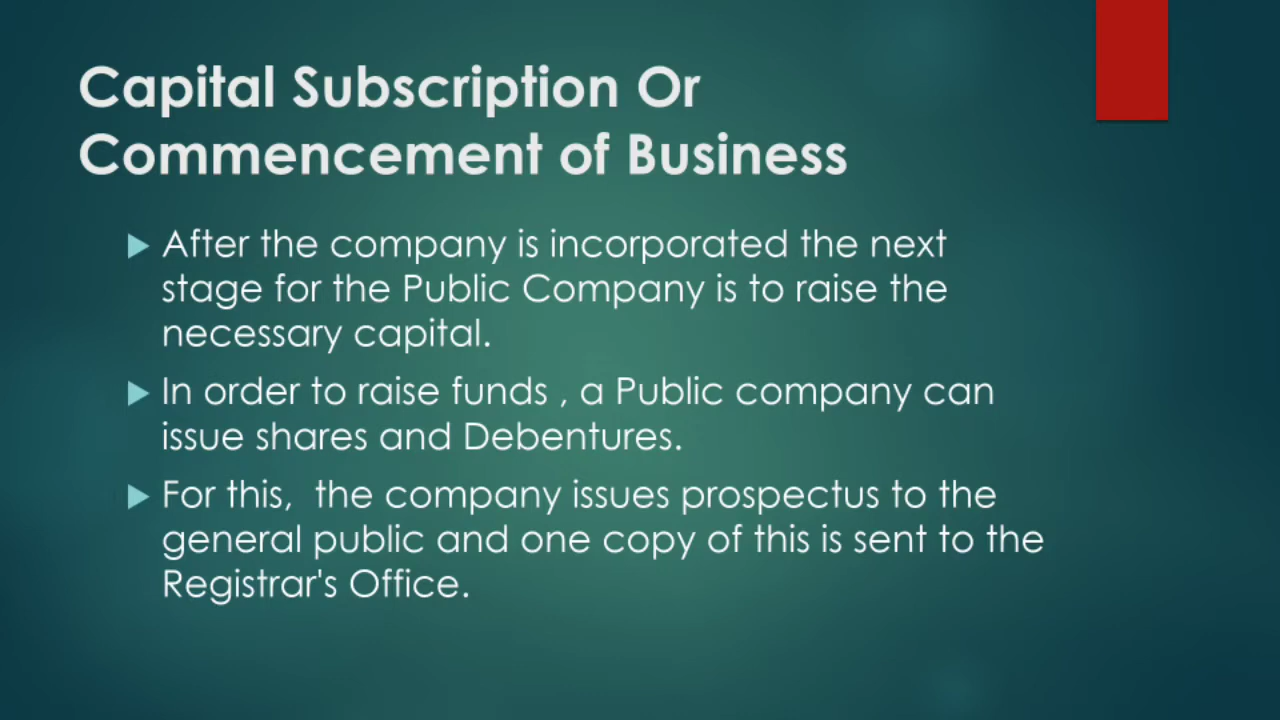 Capital Subscription Or
Commencement of Business
After the company is incorporated the next
stage for the Public Company is to raise the
necessary capital.
In order to raise funds , a Public company can
issue shares and Debentures.
For this,  the company issues prospectus to the
general public and one copy of this is sent to the
Registrar's Office.